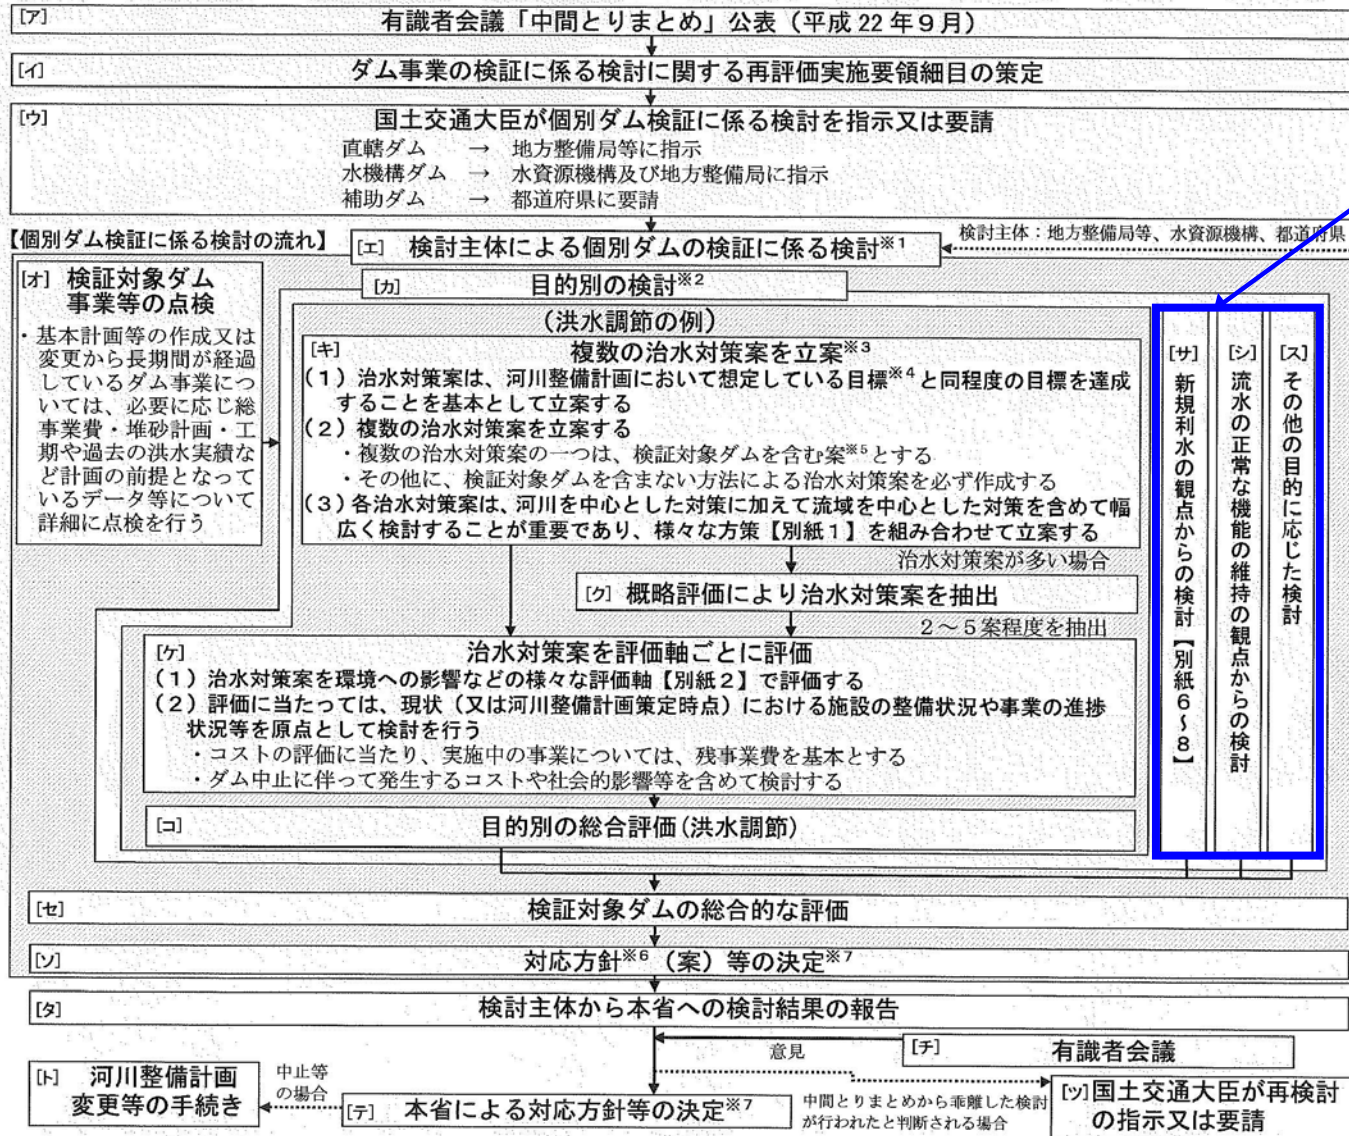 [ア] 有識者会議「中間とりまとめ」公表（平成22年９月）
[イ] ダム事業の検証に係る検討に関する再評価実施要領細目の策定
[ウ] 国土交通大臣が個別ダム検証に係る検討を指示又は要請
直轄ダム → 地方整備局等に指示
水機構ダム → 水資源機構及び地方整備局に指示
補助ダム → 都道府県に要請
【個別ダム検証に係る検討の流れ】
[エ] 検討主体による個別ダムの検証に係る検討※1
検討主体：地方整備局等、水資源機構、都道府県
[オ] 検証対象ダム
事業等の点検
・基本計画等の作成又は
変更から長期間が経過
しているダム事業につ
いては、必要に応じ総
事業費・堆砂計画・工
期や過去の洪水実績な
ど計画の前提となって
いるデータ等について
詳細に点検を行う
[カ] 目的別の検討※2
（洪水調節の例）
[キ] 複数の治水対策案を立案※3
（１）治水対策案は、河川整備計画において想定している目標※4と同程度の目標を達成
することを基本として立案する
（２）複数の治水対策案を立案する
・複数の治水対策案の一つは、検証対象ダムを含む案※5とする
・その他に、検証対象ダムを含まない方法による治水対策案を必ず作成する
（３）各治水対策案は、河川を中心とした対策に加えて流域を中心とした対策を含めて幅
広く検討することが重要であり、様々な方策【別紙１】を組み合わせて立案する
治水対策案が多い場合
[ク] 概略評価により治水対策案を抽出
２～５案程度を抽出
[ケ] 治水対策案を評価軸ごとに評価
（１）治水対策案を環境への影響などの様々な評価軸【別紙２】で評価する
（２）評価に当たっては、現状（又は河川整備計画策定時点）における施設の整備状況や事業の進捗
状況等を原点として検討を行う
・コストの評価に当たり、実施中の事業については、残事業費を基本とする
・ダム中止に伴って発生するコストや社会的影響等を含めて検討する
[コ] 目的別の総合評価（洪水調節）
[サ] 新規利水の観点からの検討【別紙６～８】
[シ] 流水の正常な機能の維持の観点からの検討
[ス] その他の目的に応じた検討
[セ] 検証対象ダムの総合的な評価
[ソ] 対応方針※6（案）等の決定※7
[タ] 検討主体から本省への検討結果の報告
意見
[チ] 有識者会議
[ト] 河川整備計画
変更等の手続き
中止等
の場合
[テ] 本省による対応方針等の決定※7
中間とりまとめから乖離した検討
が行われたと判断される場合
[ツ] 国土交通大臣が再検討
の指示又は要請